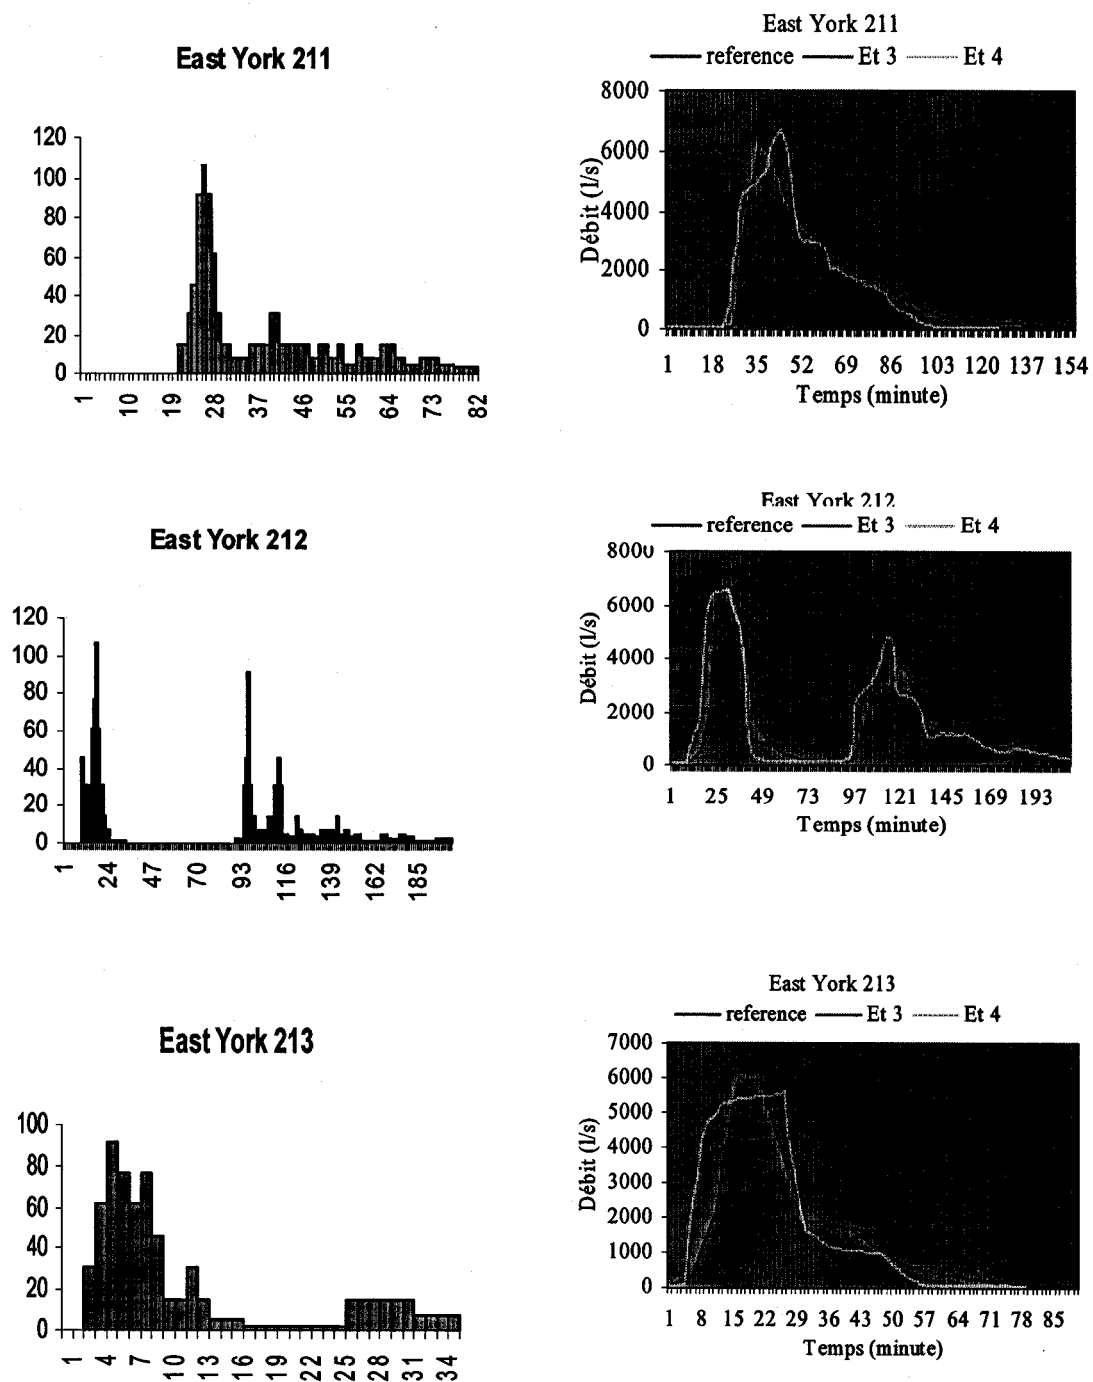 East York 211
120
100
80
60
40
20
0
1 10 19 28 37 46 55 64 73 82
East York 211
reference Et 3 Et 4
8000
6000
4000
2000
0
Débit (l/s)
1 18 35 52 69 86 103 120 137 154
Temps (minute)
East York 212
120
100
80
60
40
20
0
1 24 47 70 93 116 139 162 185
East York 212
reference Et 3 Et 4
8000
6000
4000
2000
0
Débit (l/s)
1 25 49 73 97 121 145 169 193
Temps (minute)
East York 213
100
80
60
40
20
0
1 4 7 10 13 16 19 22 25 28 31 34
East York 213
reference Et 3 Et 4
7000
6000
5000
4000
3000
2000
1000
0
Débit (l/s)
1 8 15 22 29 36 43 50 57 64 71 78 85
Temps (minute)